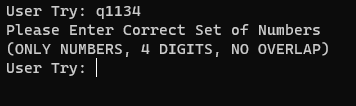 User Try: q1134
Please Enter Correct Set of Numbers
(ONLY NUMBERS, 4 DIGITS, NO OVERLAP)
User Try: